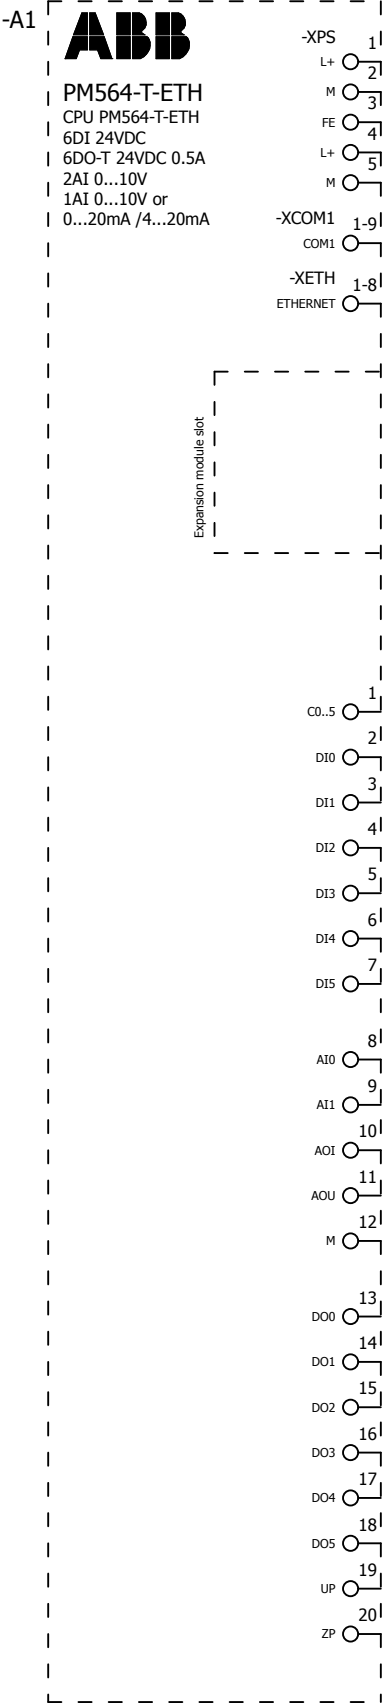 -A1
ABB
PM564-T-ETH
CPU PM564-T-ETH
6DI 24VDC
6DO-T 24VDC 0.5A
2AI 0...10V
1AI 0...10V or
0...20mA /4...20mA
-XPS
1
L+
2
M
3
FE
4
L+
5
M
-XCOM1
1-9
COM1
-XETH
1-8
ETHERNET
Expansion module slot
1
C0..5
2
DI0
3
DI1
4
DI2
5
DI3
6
DI4
7
DI5
8
AI0
9
AI1
10
AOI
11
AOU
12
M
13
DO0
14
DO1
15
DO2
16
DO3
17
DO4
18
DO5
19
UP
20
ZP